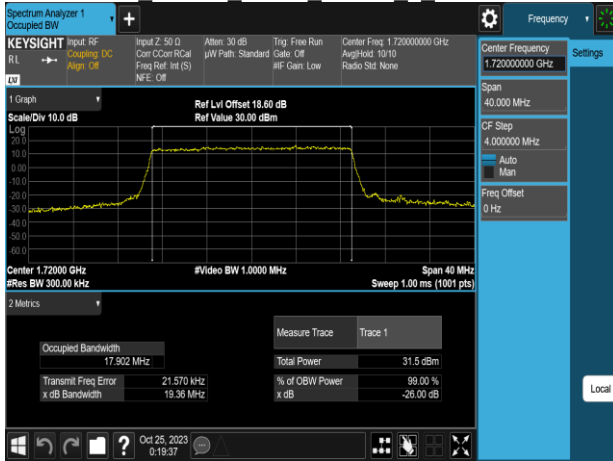 Spectrum Analyzer 1
Occupied BW
Frequency
KEYSIGHT
RL
LXI
Input: RF
Coupling: DC
Align: Off
Input Z: 50 Ω
Corr CCorr RCal
Freq Ref: Int (S)
NFE: Off
Atten: 30 dB
µW Path: Standard
Trig: Free Run
Gate: Off
#IF Gain: Low
Center Freq: 1.720000000 GHz
Avg|Hold: 10/10
Radio Std: None
Center Frequency
1.720000000 GHz
Settings
Span
40.000 MHz
CF Step
4.000000 MHz
Auto
Man
Freq Offset
0 Hz
Local
1 Graph
Scale/Div 10.0 dB
Ref Lvl Offset 18.60 dB
Ref Value 30.00 dBm
Log
20.0
10.0
0.00
-10.0
-20.0
-30.0
-40.0
-50.0
-60.0
Center 1.72000 GHz
#Video BW 1.0000 MHz
Span 40 MHz
#Res BW 300.00 kHz
Sweep 1.00 ms (1001 pts)
2 Metrics
Measure Trace
Trace 1
Occupied Bandwidth
17.902 MHz
Total Power
31.5 dBm
Transmit Freq Error
21.570 kHz
% of OBW Power
99.00 %
x dB Bandwidth
19.36 MHz
x dB
-26.00 dB
?
Oct 25, 2023
0:19:37